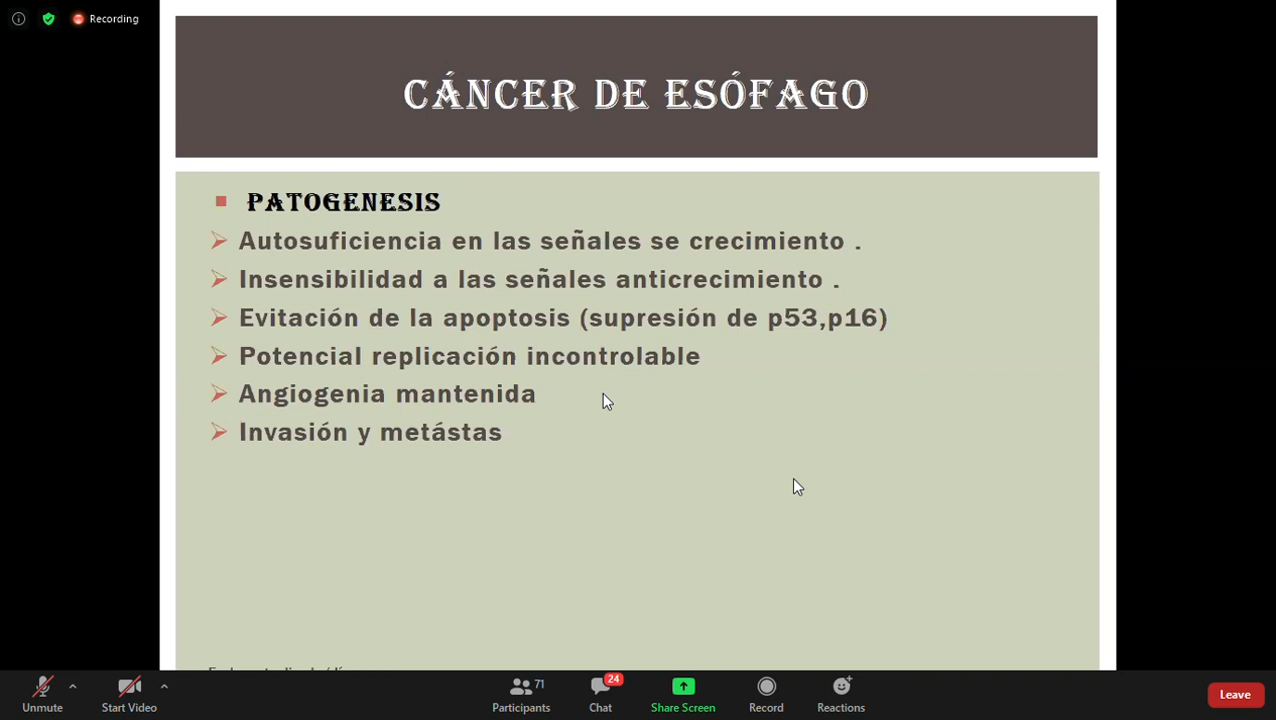 Recording
CÁNCER DE ESÓFAGO
PATOGENESIS
Autosuficiencia en las señales se crecimiento .
Insensibilidad a las señales anticrecimiento .
Evitación de la apoptosis (supresión de p53,p16)
Potencial replicación incontrolable
Angiogenia mantenida
Invasión y metástas
Unmute
Start Video
Participants 71
Chat 24
Share Screen
Record
Reactions
Leave